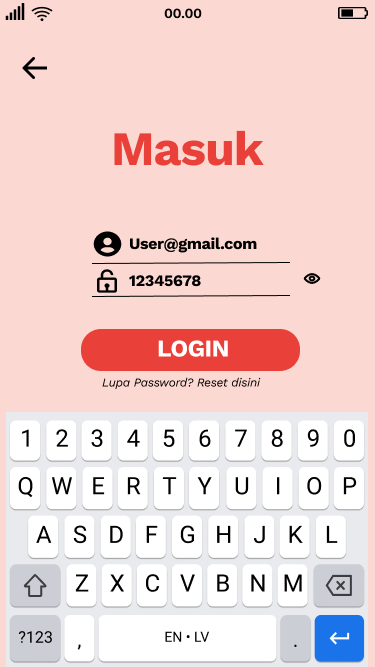 00.00
Masuk
User@gmail.com
12345678
LOGIN
Lupa Password? Reset disini
1 2 3 4 5 6 7 8 9 0
Q W E R T Y U I O P
A S D F G H J K L
Z X C V B N M
?123 , EN • LV .